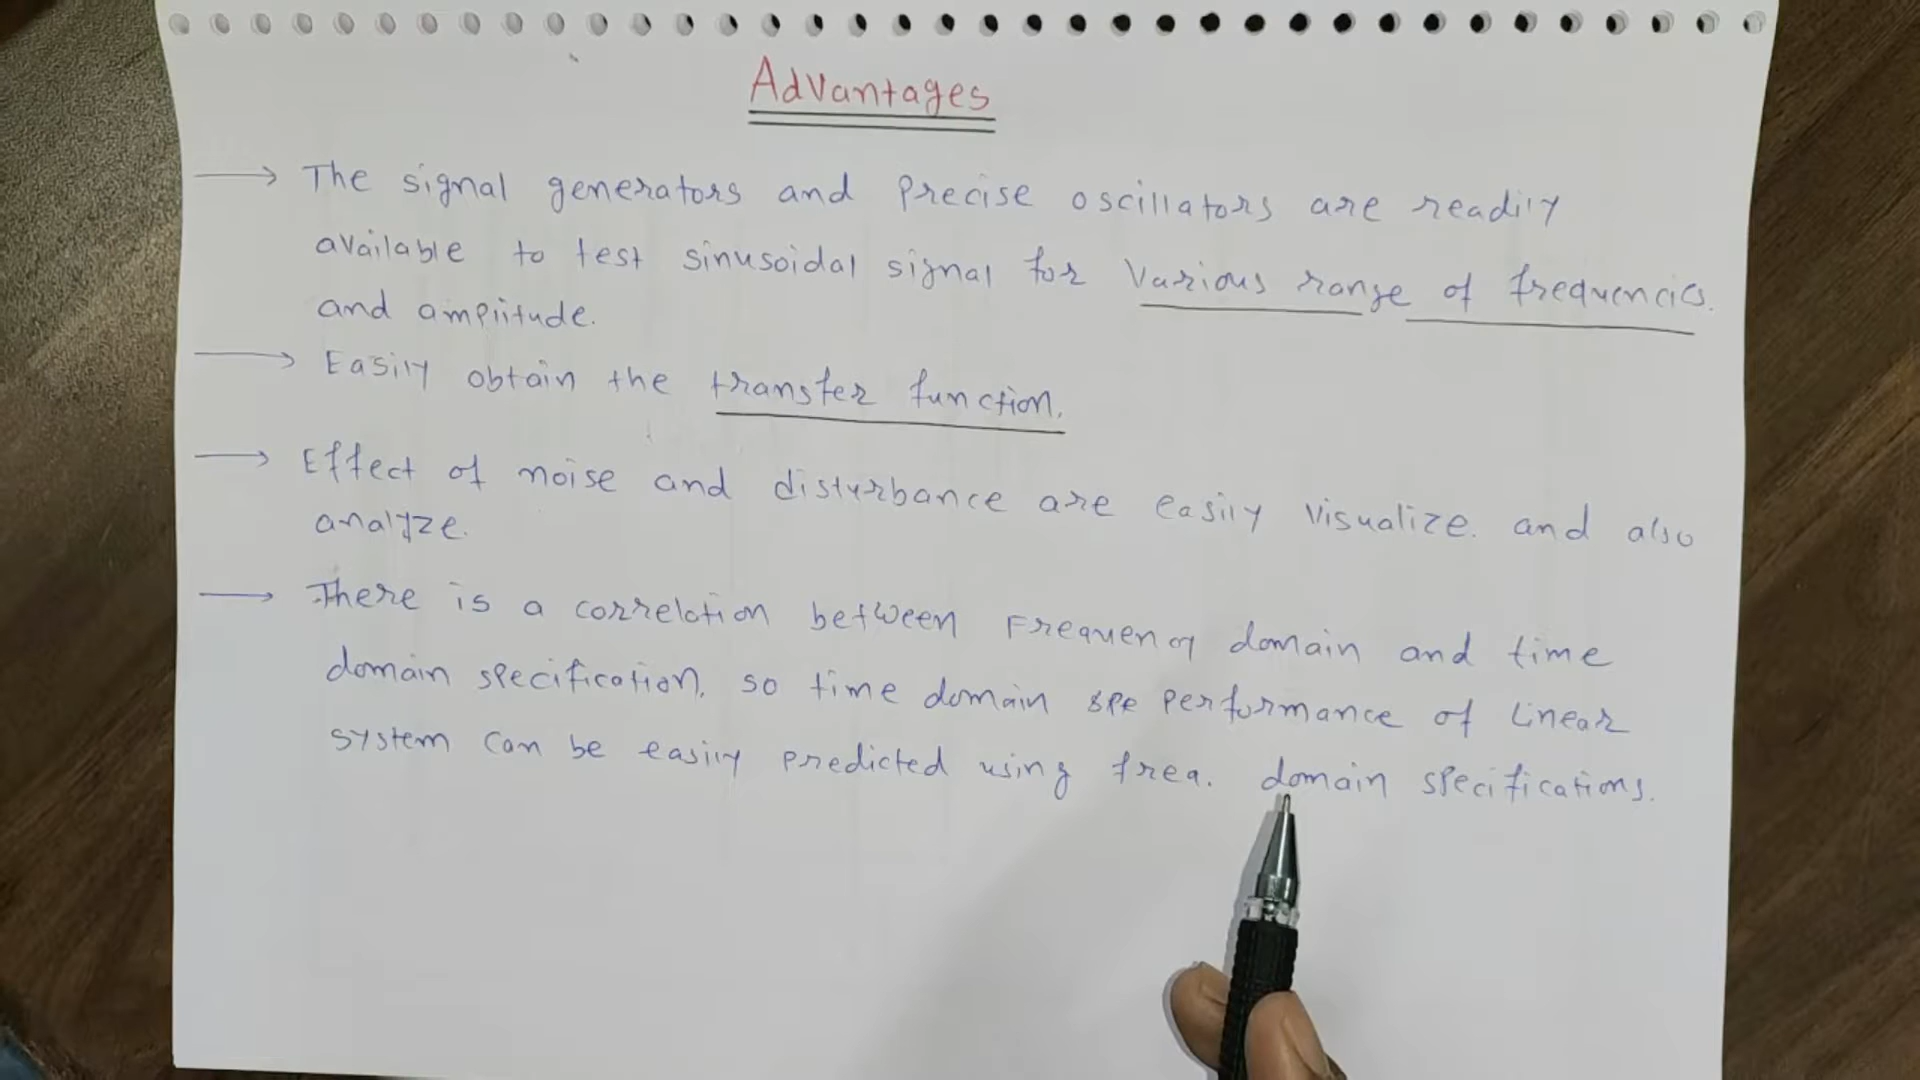 Advantages
The signal generators and precise oscillators are readily
available to test sinusoidal signal for various range of frequencies.
and amplitude.
Easily obtain the transfer function.
Effect of noise and disturbance are easily visualize. and also
analyze.
There is a correlation between Frequency domain and time
domain specification. so time domain spe performance of Linear
system can be easily predicted using freq. domain specifications.